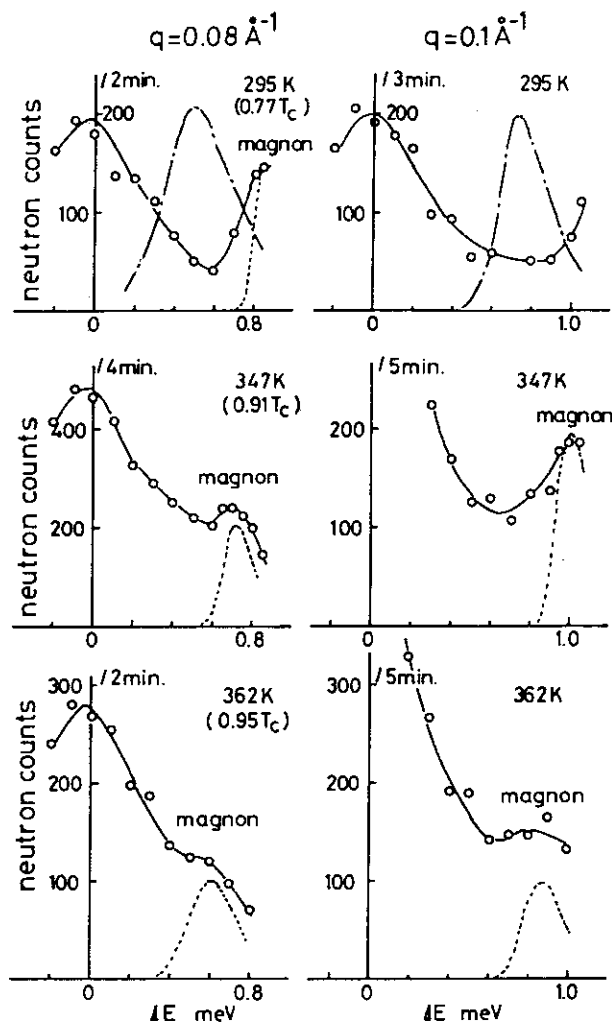 q=0.08 Å⁻¹
q=0.1 Å⁻¹
neutron counts
/2min.
200
100
295 K
(0.77Tc)
magnon
0
0.8
/3min.
200
100
295 K
0
1.0
neutron counts
/4min.
400
200
347K
(0.91Tc)
magnon
0
0.8
/5min.
200
100
347K
magnon
0
1.0
neutron counts
300
200
100
/2min.
362K
(0.95Tc)
magnon
0
0.8
ΔE meV
300
200
100
/5min.
362K
magnon
0
1.0
ΔE meV